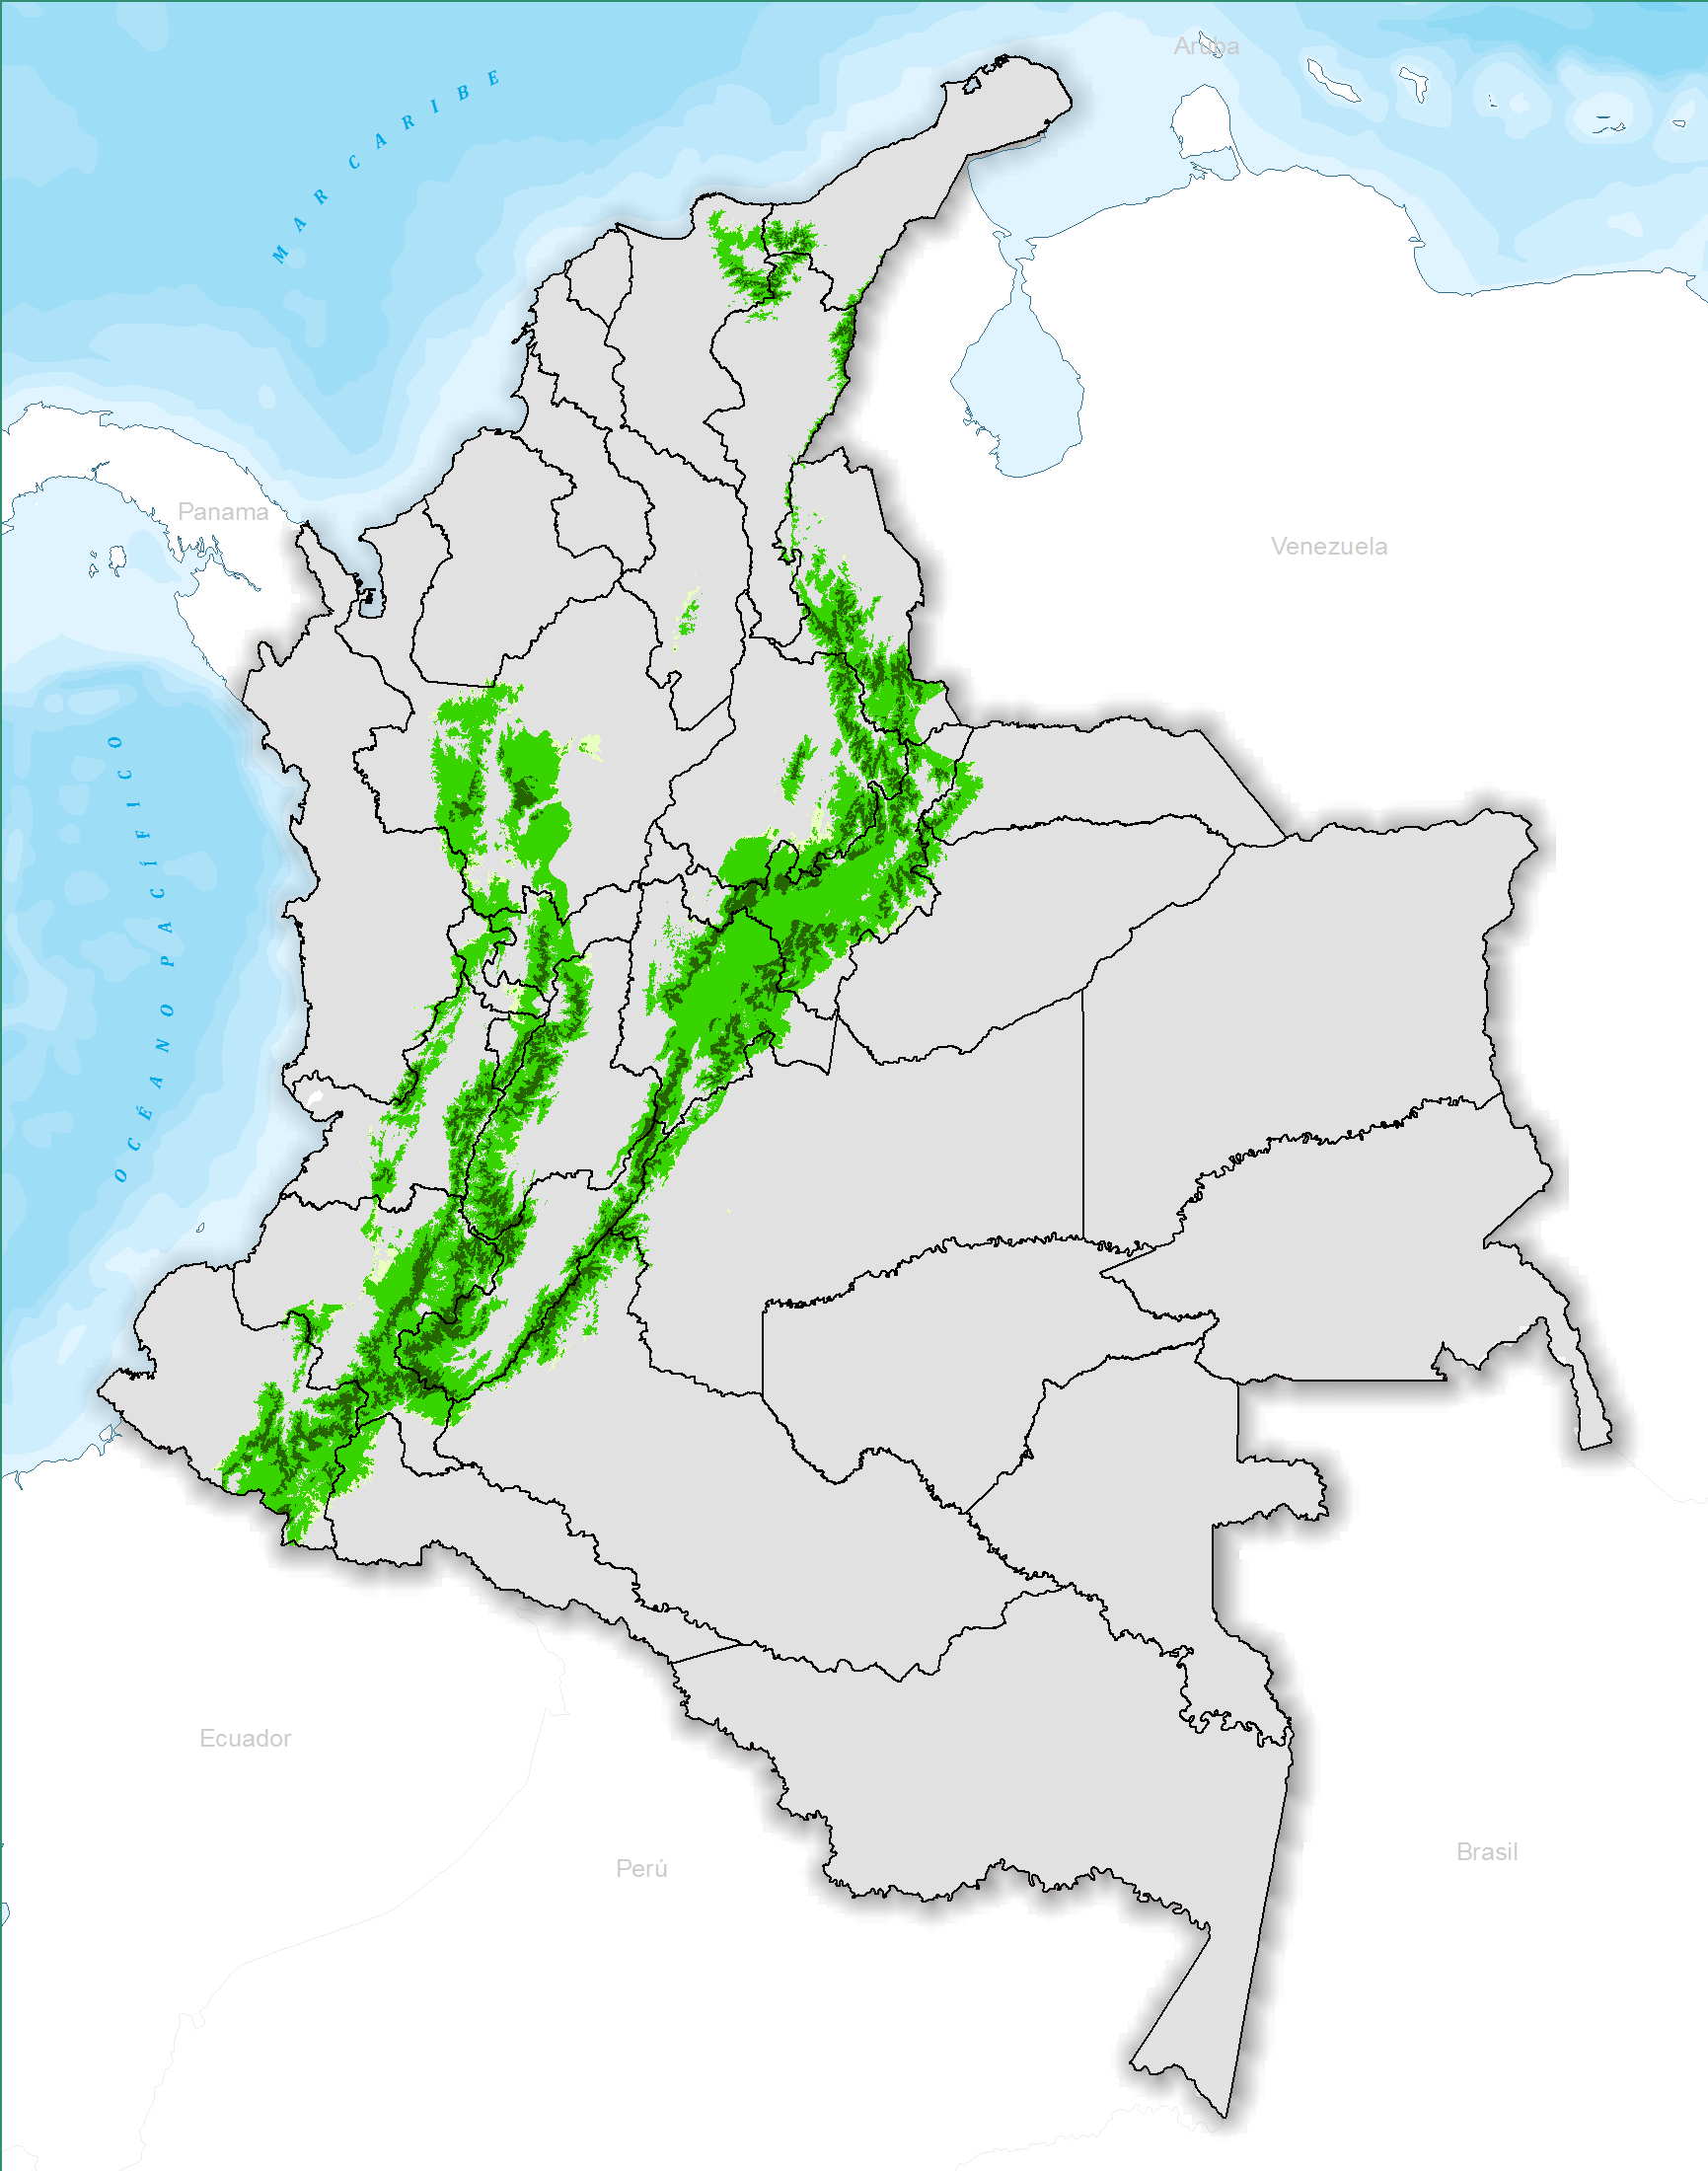 Aruba
MAR CARIBE
Panama
Venezuela
OCÉANO PACÍFICO
Ecuador
Perú
Brasil